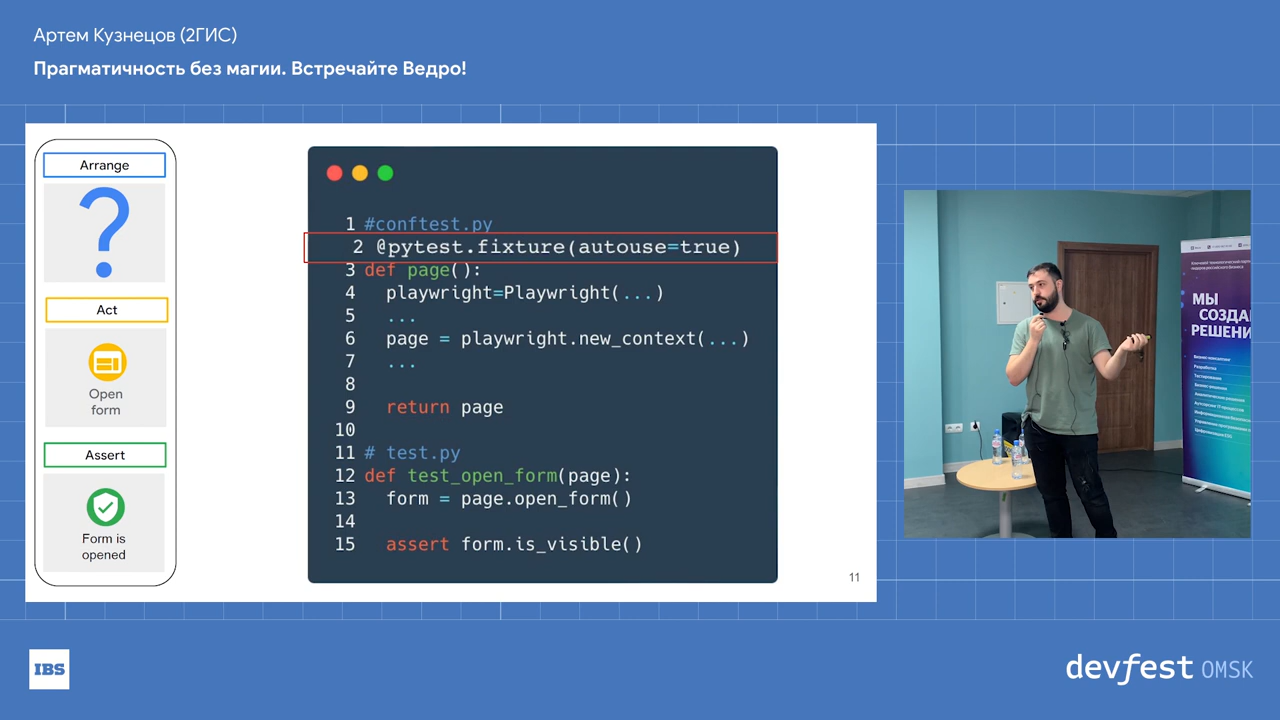 Артем Кузнецов (2ГИС)
Прагматичность без магии. Встречайте Ведро!
Arrange
?
Act
Open
form
Assert
Form is
opened
1 #conftest.py
2 @pytest.fixture(autouse=true)
3 def page():
4 playwright=Playwright(...)
5 ...
6 page = playwright.new_context(...)
7 ...
8
9 return page
10
11 # test.py
12 def test_open_form(page):
13 form = page.open_form()
14
15 assert form.is_visible()
11
МЫ
СОЗДА
РЕШЕНИ
IBS
devfest OMSK